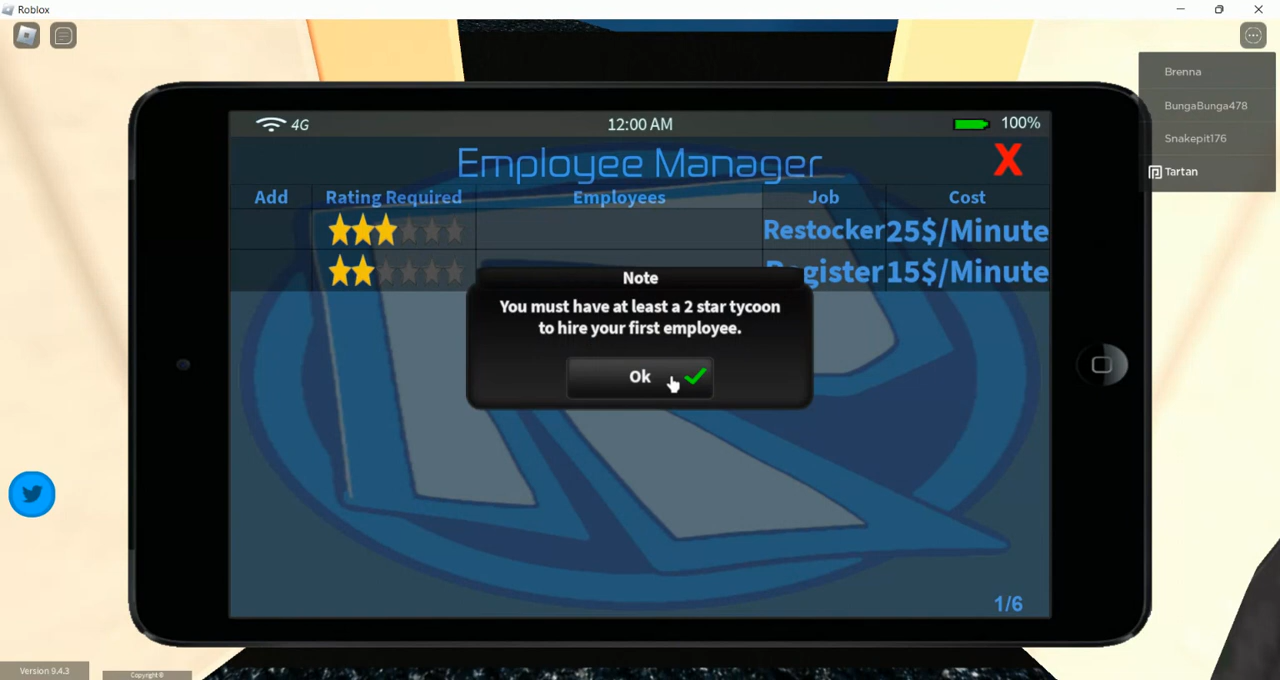 Roblox
Brenna
BungaBunga478
Snakepit176
Tartan
4G
12:00 AM
100%
Employee Manager
X
Add Rating Required Employees Job Cost
Restocker 25$/Minute
Register 15$/Minute
Note
You must have at least a 2 star tycoon
to hire your first employee.
Ok
1/6
Version 9.4.3
Copyright ©